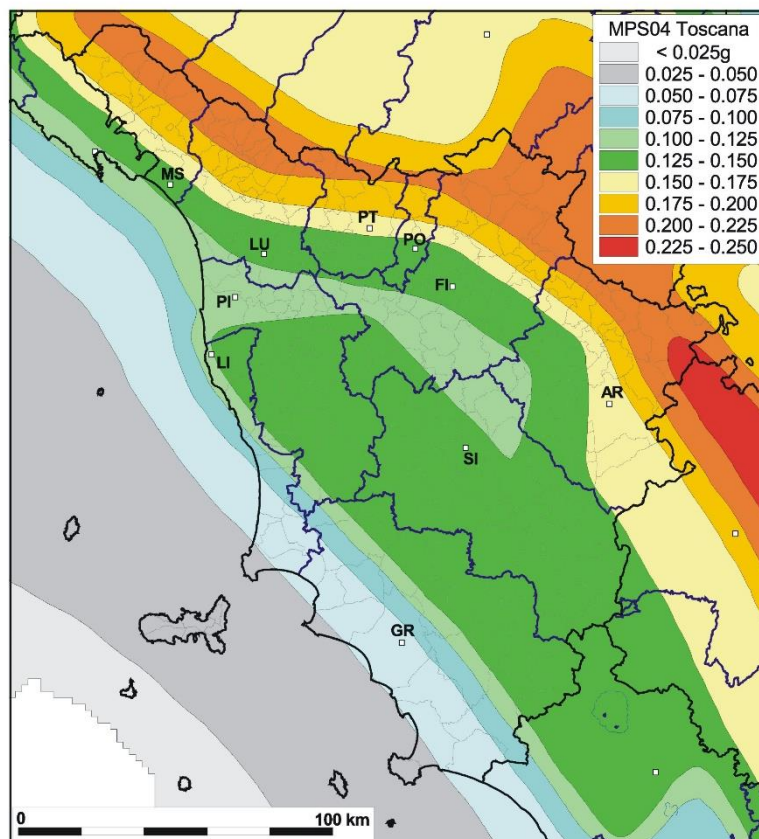 MPS04 Toscana
< 0.025g
0.025 - 0.050
0.050 - 0.075
0.075 - 0.100
0.100 - 0.125
0.125 - 0.150
0.150 - 0.175
0.175 - 0.200
0.200 - 0.225
0.225 - 0.250
MS
PT
PO
LU
FI
PI
LI
AR
SI
GR
0 100 km